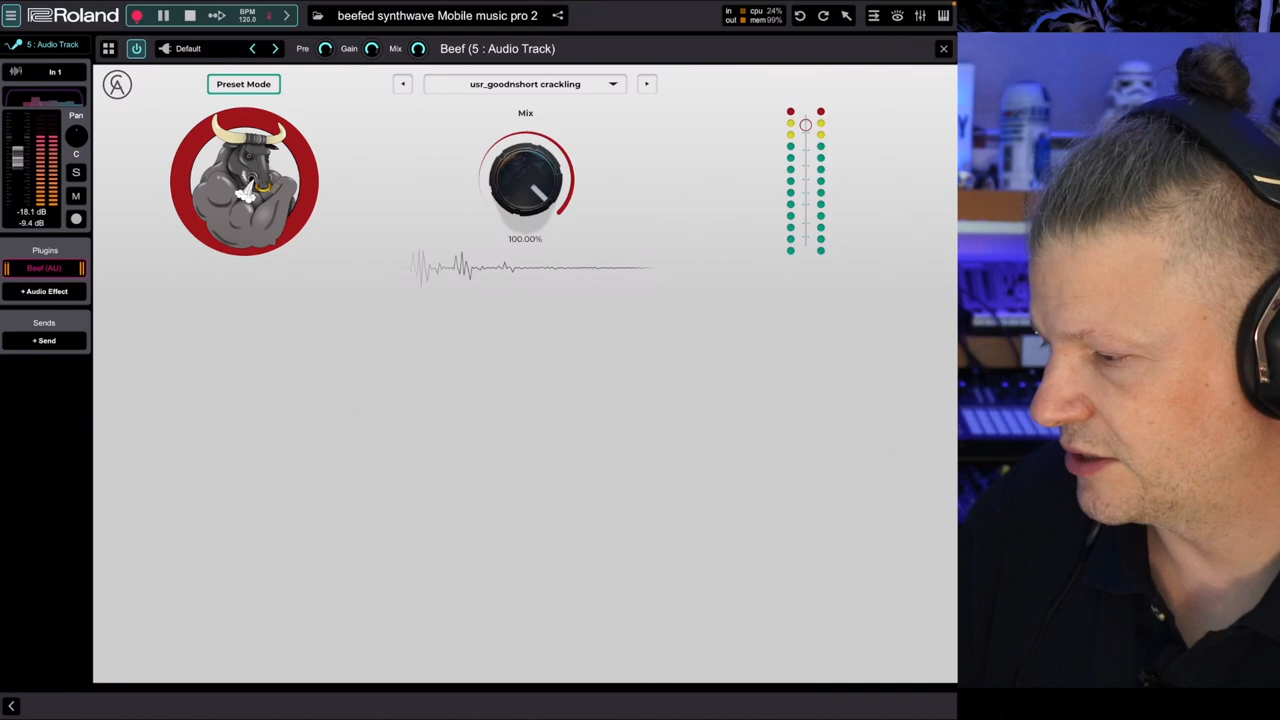 Roland
BPM
120.0
beefed synthwave Mobile music pro 2
in
out
cpu 24%
mem 99%
5 : Audio Track
Default
Pre
Gain
Mix
Beef (5 : Audio Track)
In 1
Pan
C
S
M
-18.1 dB
-9.4 dB
Plugins
Beef (AU)
+ Audio Effect
Sends
+ Send
Preset Mode
usr_goodnshort crackling
Mix
100.00%